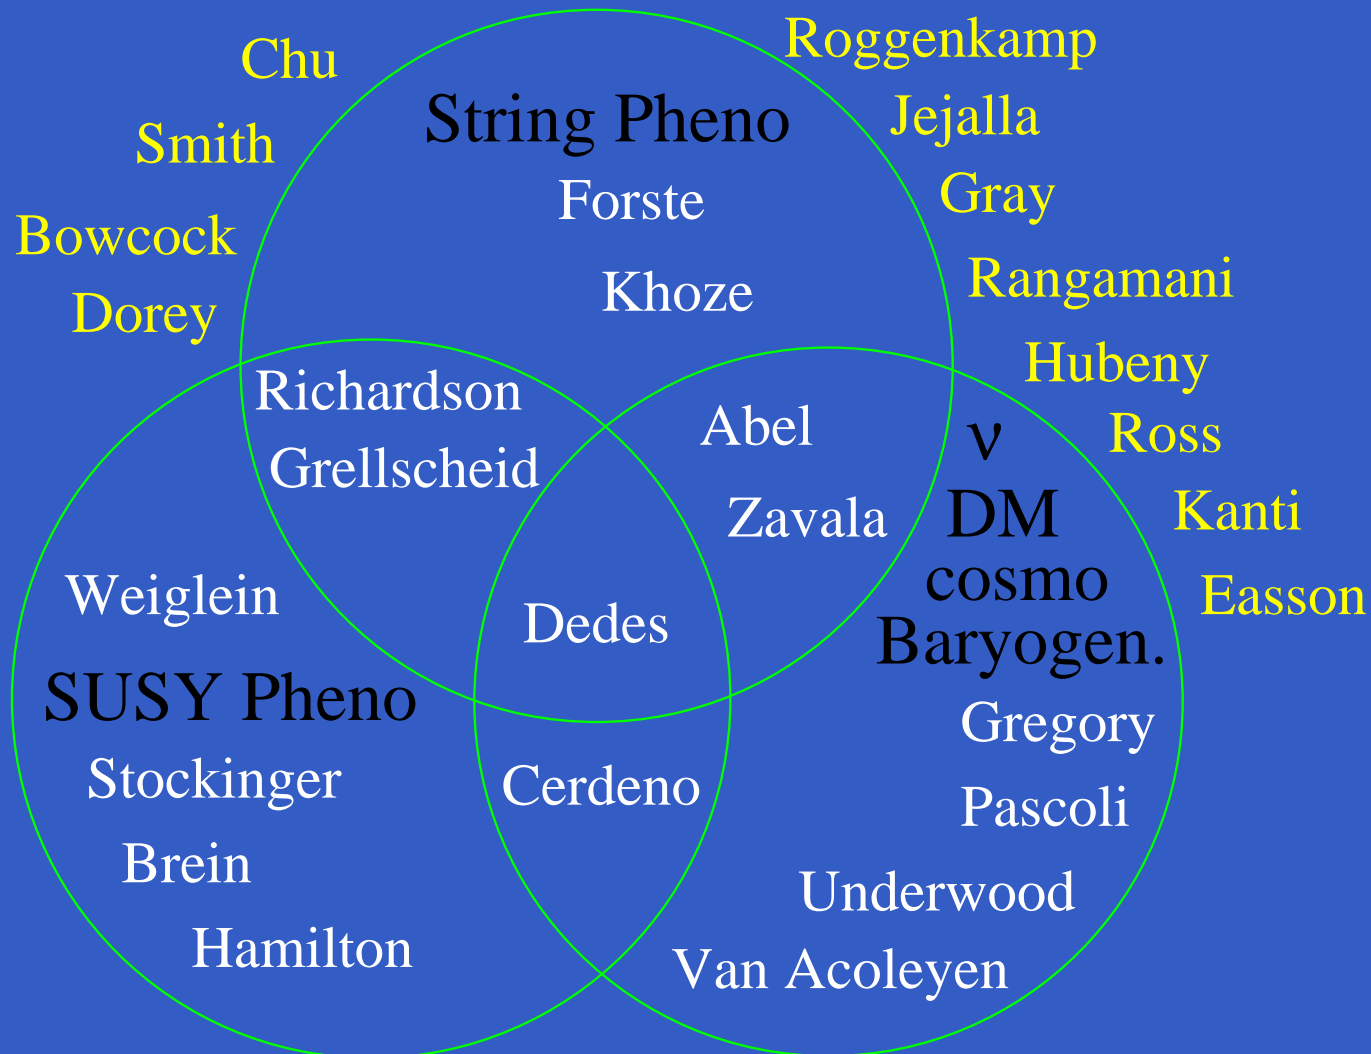 Roggenkamp
Chu
String Pheno
Jejalla
Smith
Forste
Gray
Bowcock
Rangamani
Khoze
Dorey
Hubeny
Richardson
Abel
ν
Ross
Grellscheid
Zavala
DM
Kanti
cosmo
Weiglein
Easson
Dedes
Baryogen.
SUSY Pheno
Gregory
Stockinger
Cerdeno
Pascoli
Brein
Underwood
Hamilton
Van Acoleyen